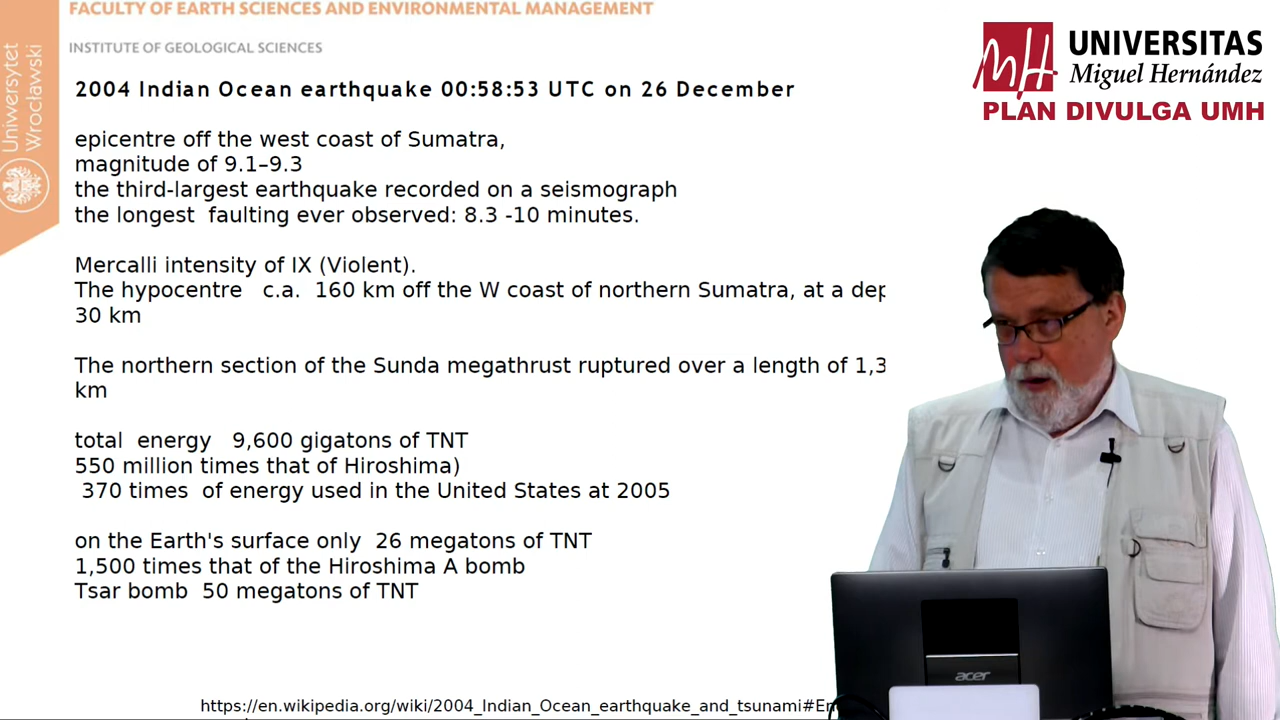 FACULTY OF EARTH SCIENCES AND ENVIRONMENTAL MANAGEMENT
INSTITUTE OF GEOLOGICAL SCIENCES
Uniwersytet
Wrocławski
UNIVERSITAS
Miguel Hernández
PLAN DIVULGA UMH
2004 Indian Ocean earthquake 00:58:53 UTC on 26 December
epicentre off the west coast of Sumatra,
magnitude of 9.1–9.3
the third-largest earthquake recorded on a seismograph
the longest faulting ever observed: 8.3 -10 minutes.
Mercalli intensity of IX (Violent).
The hypocentre c.a. 160 km off the W coast of northern Sumatra, at a
30 km
The northern section of the Sunda megathrust ruptured over a length of
km
total energy 9,600 gigatons of TNT
550 million times that of Hiroshima)
370 times of energy used in the United States at 2005
on the Earth's surface only 26 megatons of TNT
1,500 times that of the Hiroshima A bomb
Tsar bomb 50 megatons of TNT
https://en.wikipedia.org/wiki/2004_Indian_Ocean_earthquake_and_tsunami#En
acer